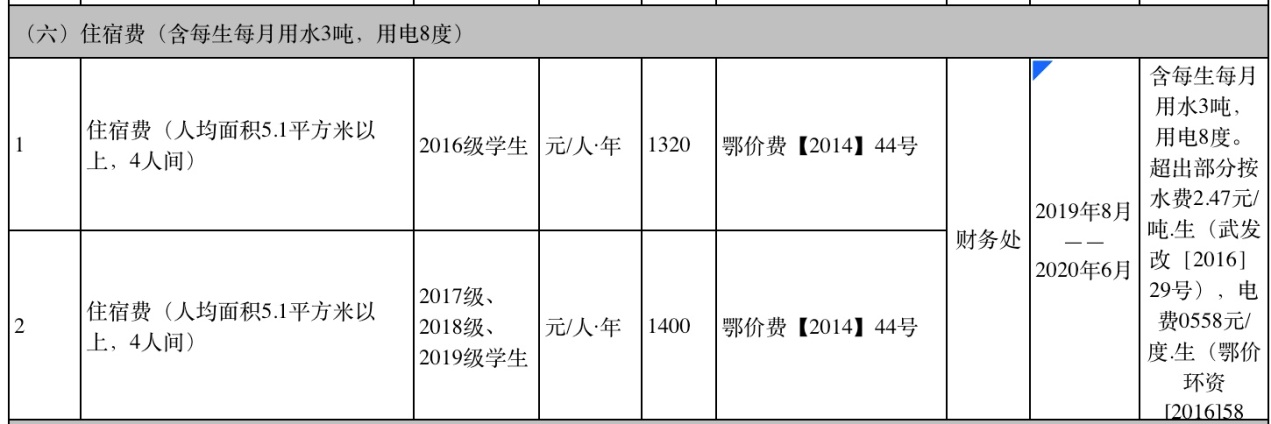 （六）住宿费（含每生每月用水3吨，用电8度）
1
住宿费（人均面积5.1平方米以
上，4人间）
2016级学生
元/人·年
1320
鄂价费【2014】44号
2
住宿费（人均面积5.1平方米以
上，4人间）
2017级、
2018级、
2019级学生
元/人·年
1400
鄂价费【2014】44号
财务处
2019年8月
——
2020年6月
含每生每月
用水3吨，
用电8度。
超出部分按
水费2.47元/
吨.生（武发
改［2016］
29号），电
费0558元/
度.生（鄂价
环资
[2016]58